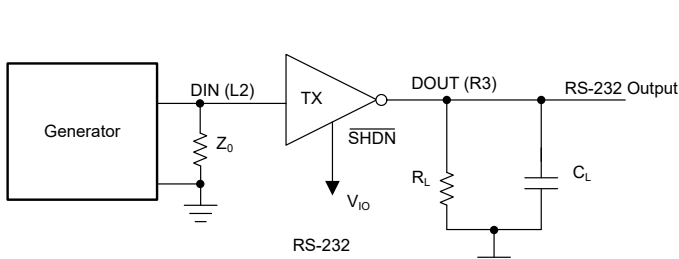 DIN (L2)
DOUT (R3)
RS-232 Output
TX
Generator
SHDN
Z0
RL
CL
VIO
RS-232